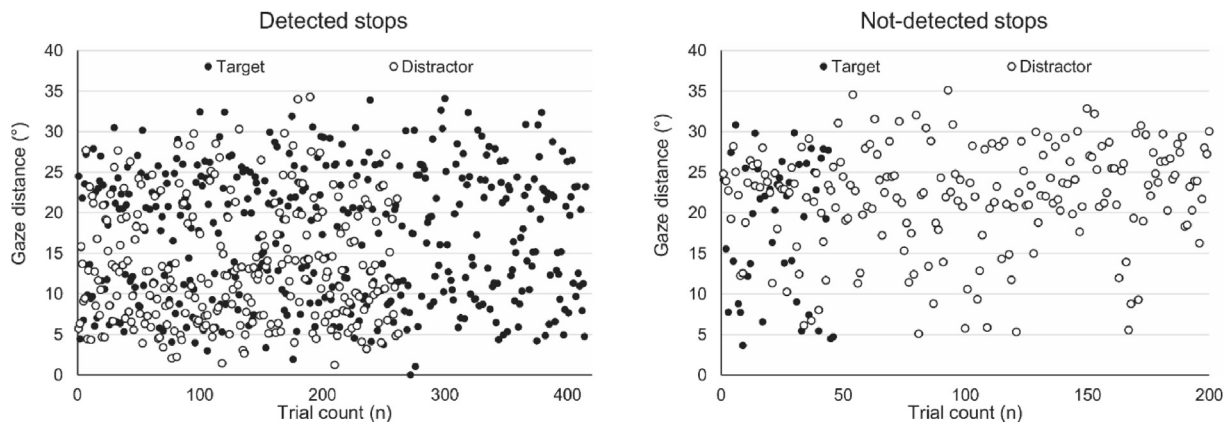 Detected stops
Target Distractor
Gaze distance (°)
40
35
30
25
20
15
10
5
0
0 100 200 300 400
Trial count (n)
Not-detected stops
Target Distractor
Gaze distance (°)
40
35
30
25
20
15
10
5
0
0 50 100 150 200
Trial count (n)